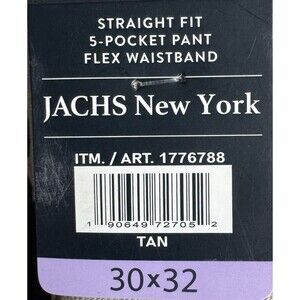 STRAIGHT FIT
5-POCKET PANT
FLEX WAISTBAND
JACHS New York
ITM. / ART. 1776788
1 90649 72705 2
TAN
30x32